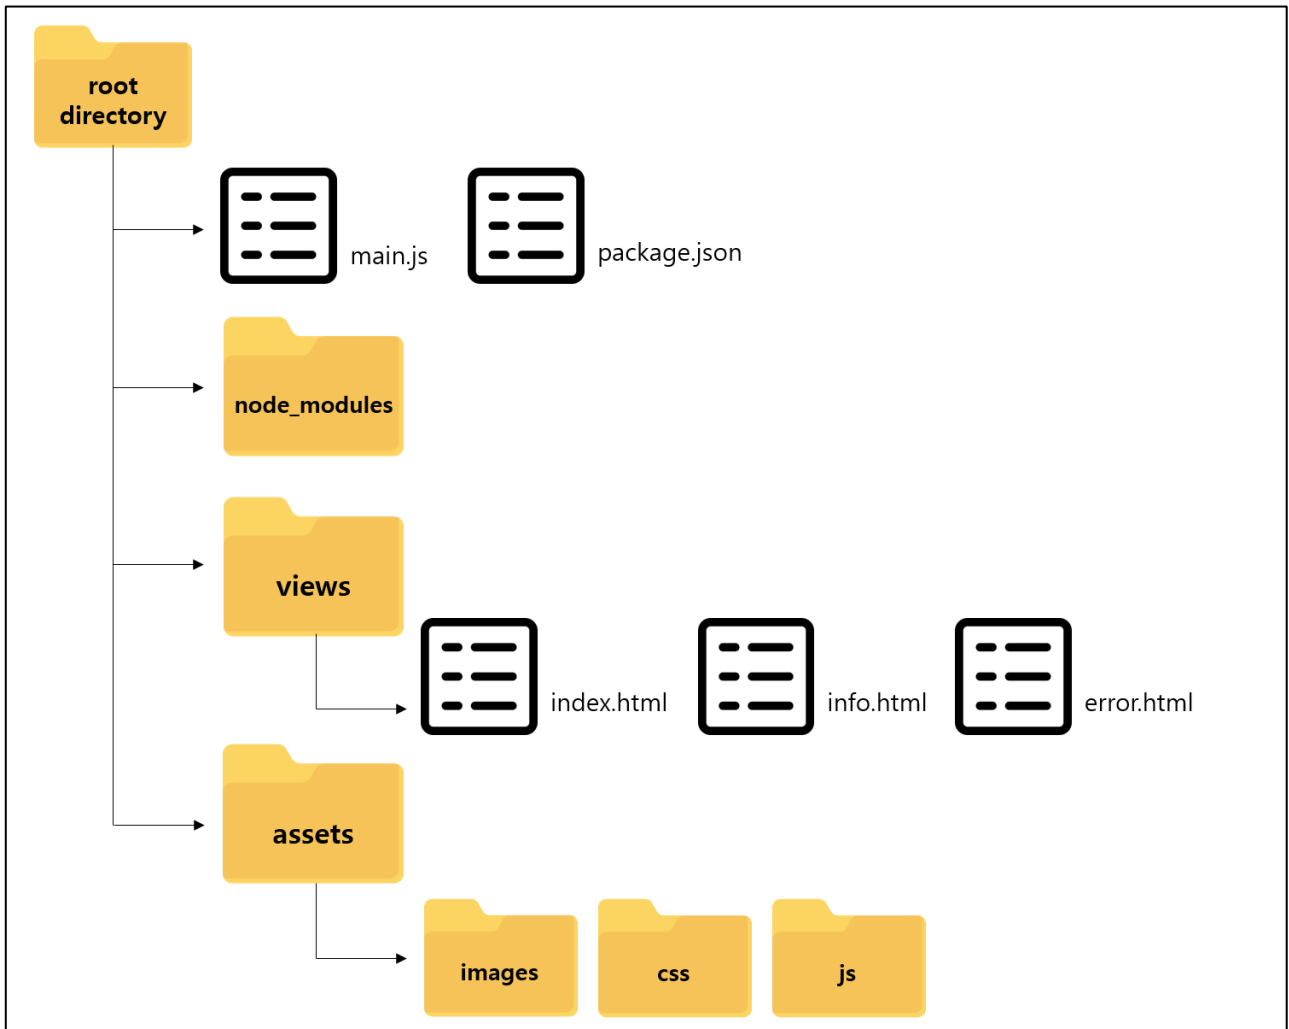 root
directory
main.js
package.json
node_modules
views
index.html
info.html
error.html
assets
images
css
js